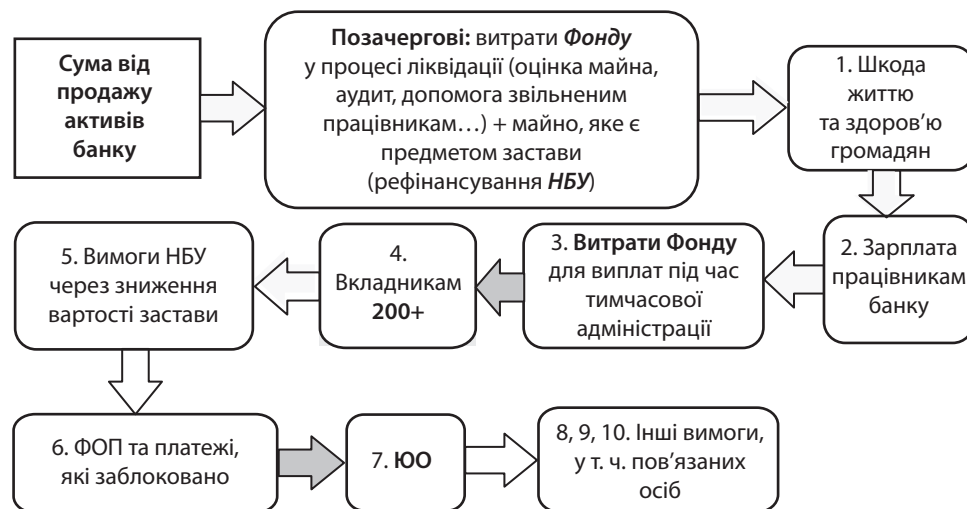 Сума від
продажу
активів
банку
Позачергові: витрати Фонду
у процесі ліквідації (оцінка майна,
аудит, допомога звільненим
працівникам…) + майно, яке є
предметом застави
(рефінансування НБУ)
1. Шкода
життю
та здоров’ю
громадян
2. Зарплата
працівникам
банку
3. Витрати Фонду
для виплат під час
тимчасової
адміністрації
4.
Вкладникам
200+
5. Вимоги НБУ
через зниження
вартості застави
6. ФОП та платежі,
які заблоковано
7. ЮО
8, 9, 10. Інші вимоги,
у т. ч. пов’язаних
осіб